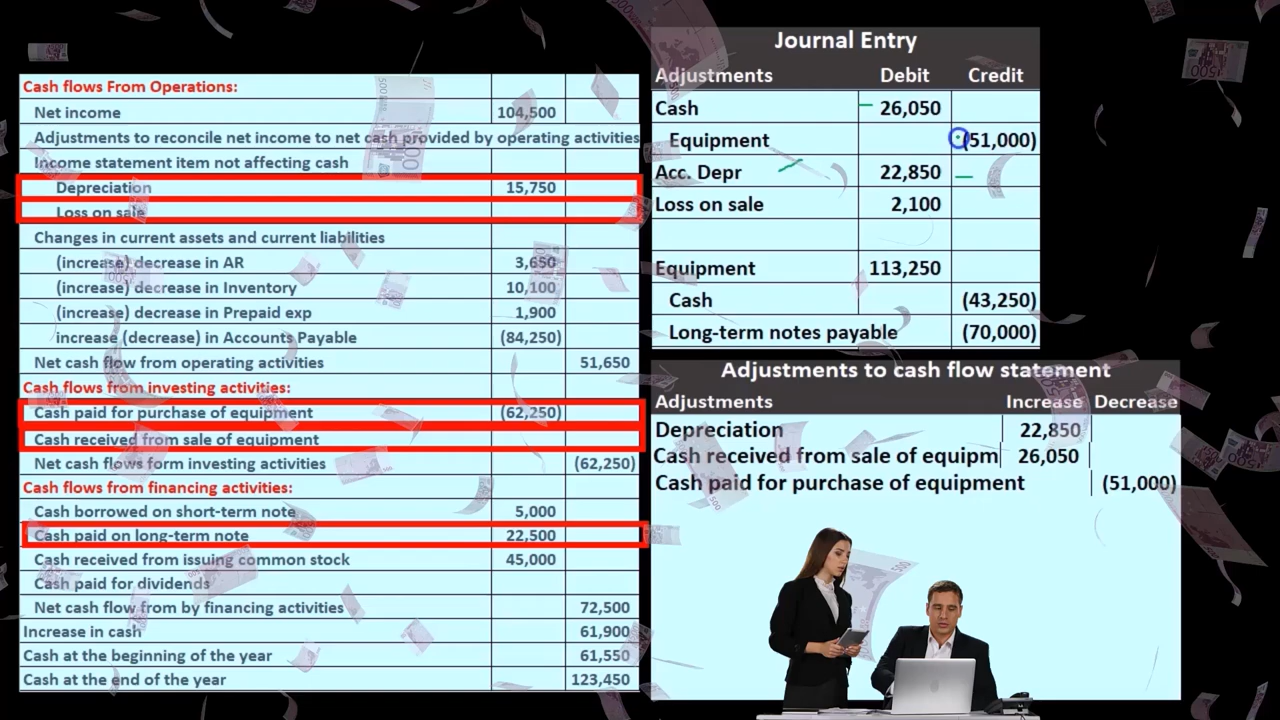 Cash flows From Operations:
Net income 104,500
Adjustments to reconcile net income to net cash provided by operating activities
Income statement item not affecting cash
Depreciation 15,750
Loss on sale
Changes in current assets and current liabilities
(increase) decrease in AR 3,650
(increase) decrease in Inventory 10,100
(increase) decrease in Prepaid exp 1,900
increase (decrease) in Accounts Payable (84,250)
Net cash flow from operating activities 51,650
Cash flows from investing activities:
Cash paid for purchase of equipment (62,250)
Cash received from sale of equipment
Net cash flows form investing activities (62,250)
Cash flows from financing activities:
Cash borrowed on short-term note 5,000
Cash paid on long-term note 22,500
Cash received from issuing common stock 45,000
Cash paid for dividends
Net cash flow from by financing activities 72,500
Increase in cash 61,900
Cash at the beginning of the year 61,550
Cash at the end of the year 123,450
Journal Entry
Adjustments Debit Credit
Cash 26,050
Equipment (51,000)
Acc. Depr 22,850
Loss on sale 2,100
Equipment 113,250
Cash (43,250)
Long-term notes payable (70,000)
Adjustments to cash flow statement
Adjustments Increase Decrease
Depreciation 22,850
Cash received from sale of equipm 26,050
Cash paid for purchase of equipment (51,000)